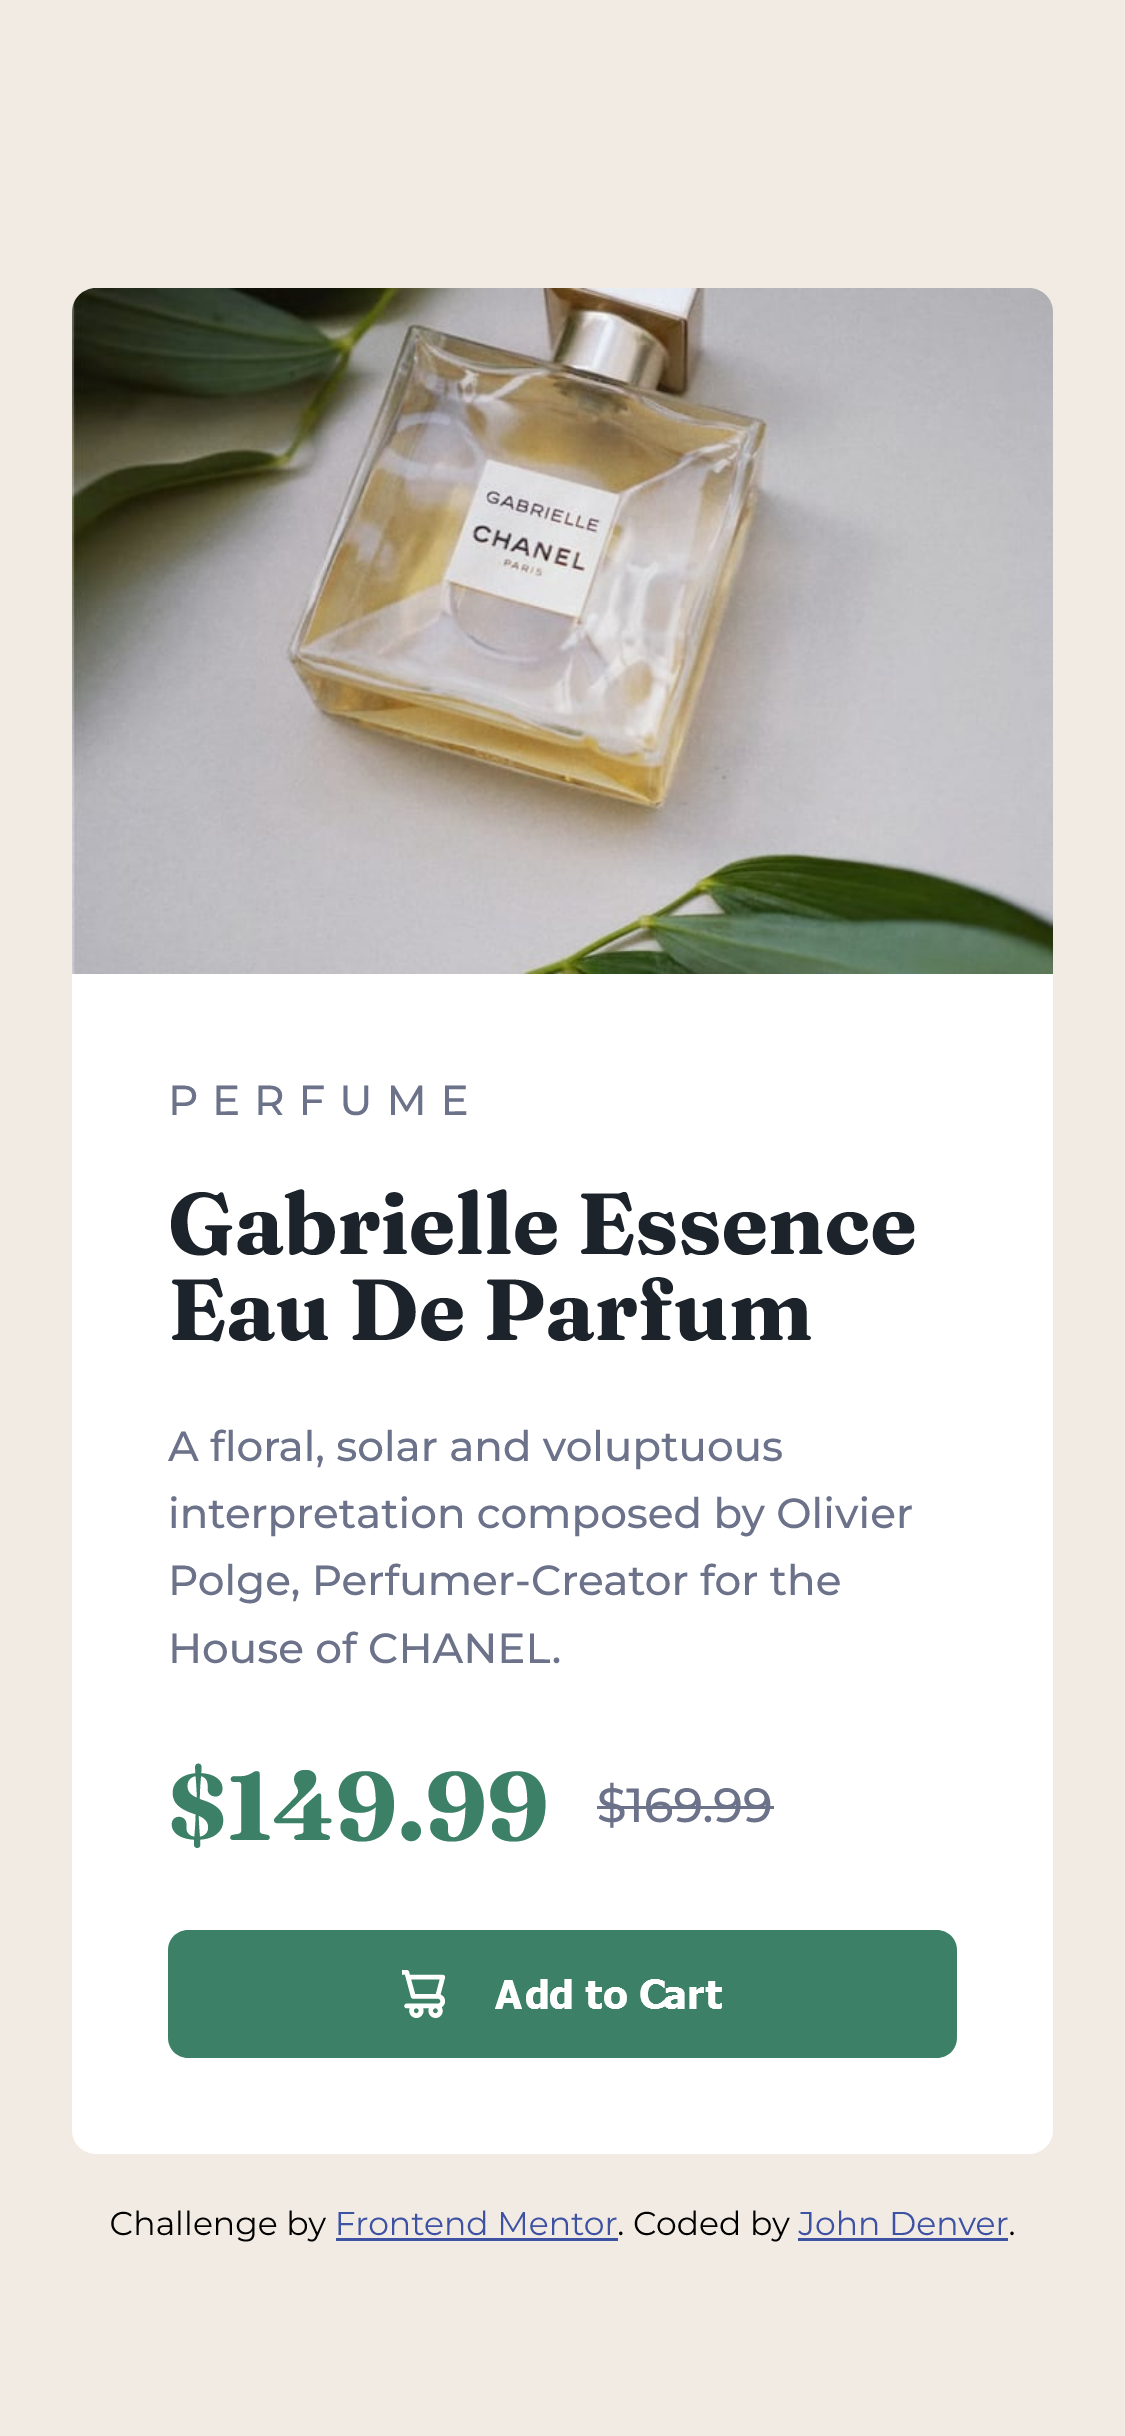 GABRIELLE
CHANEL
PARIS
PERFUME
Gabrielle Essence
Eau De Parfum
A floral, solar and voluptuous
interpretation composed by Olivier
Polge, Perfumer-Creator for the
House of CHANEL.
$149.99 $169.99
Add to Cart
Challenge by Frontend Mentor. Coded by John Denver.